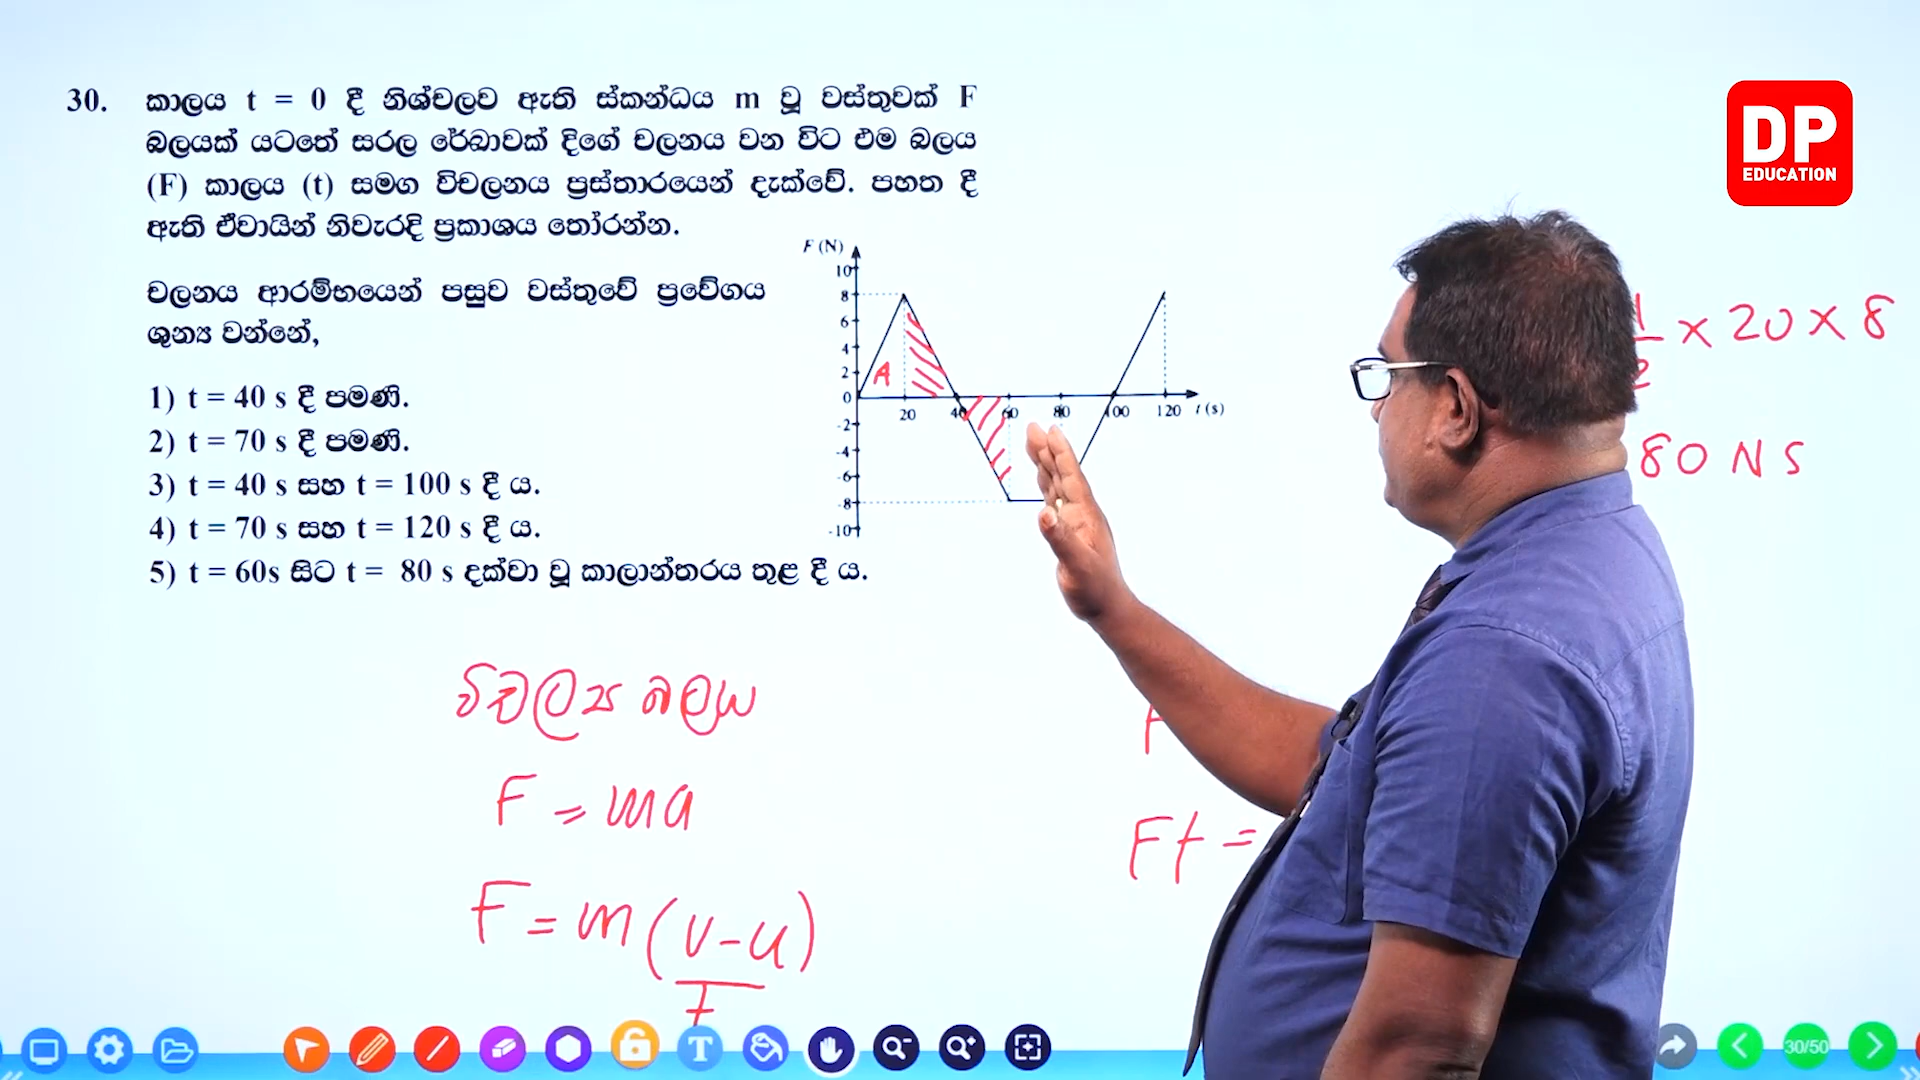 30. කාලය t = 0 දී නිශ්චලව ඇති ස්කන්ධය m වූ වස්තුවක් F
බලයක් යටතේ සරල රේඛාවක් දිගේ චලනය වන විට එම බලය
(F) කාලය (t) සමග විචලනය ප්‍රස්තාරයෙන් දැක්වේ. පහත දී
ඇති ඒවායින් නිවැරදි ප්‍රකාශය තෝරන්න.
චලනය ආරම්භයෙන් පසුව වස්තුවේ ප්‍රවේගය
ශුන්‍ය වන්නේ,
1) t = 40 s දී පමණි.
2) t = 70 s දී පමණි.
3) t = 40 s සහ t = 100 s දී ය.
4) t = 70 s සහ t = 120 s දී ය.
5) t = 60s සිට t = 80 s දක්වා වූ කාලාන්තරය තුළ දී ය.
F (N)
10
8
6
4
2
0
-2
-4
-6
-8
-10
20 40 60 80 100 120 t (s)
A
DP
EDUCATION
1/2 × 20 × 8
80 N S
විචල්‍ය බලය
F = ma
F = m (v-u)
t
Ft =
30/50
T